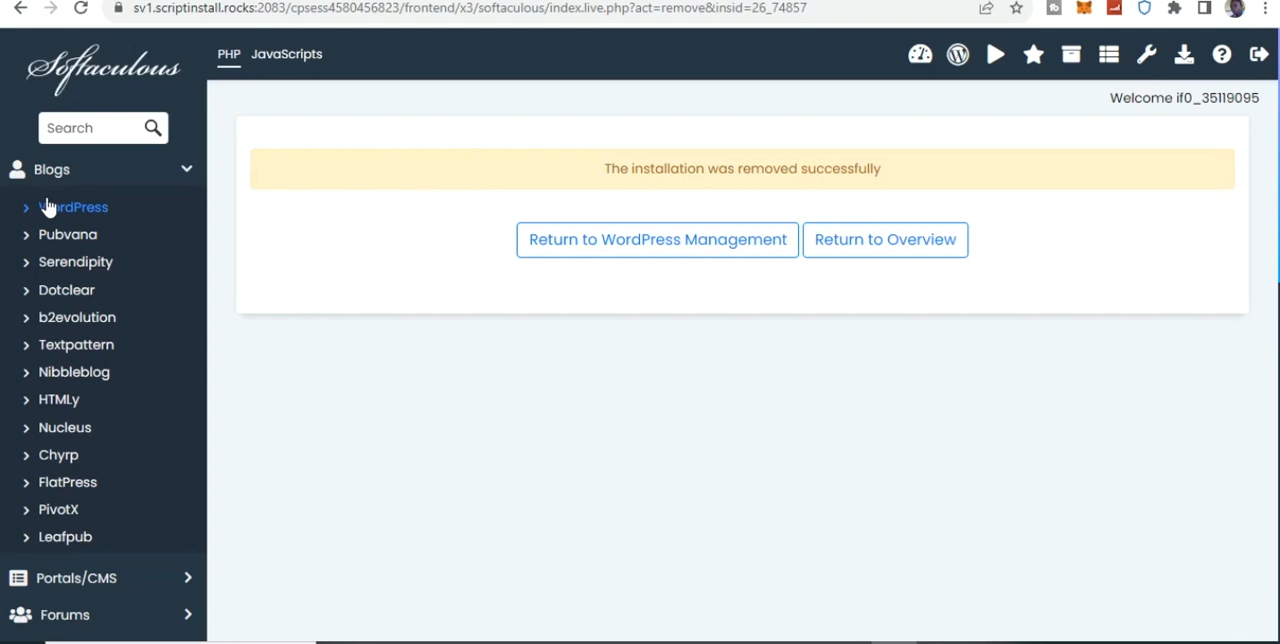 sv1.scriptinstall.rocks:2083/cpsess4580456823/frontend/x3/softaculous/index.live.php?act=remove&insid=26_74857
Softaculous
PHP JavaScripts
Welcome if0_35119095
Search
Blogs
The installation was removed successfully
WordPress
Return to WordPress Management Return to Overview
Pubvana
Serendipity
Dotclear
b2evolution
Textpattern
Nibbleblog
HTMLy
Nucleus
Chyrp
FlatPress
PivotX
Leafpub
Portals/CMS
Forums